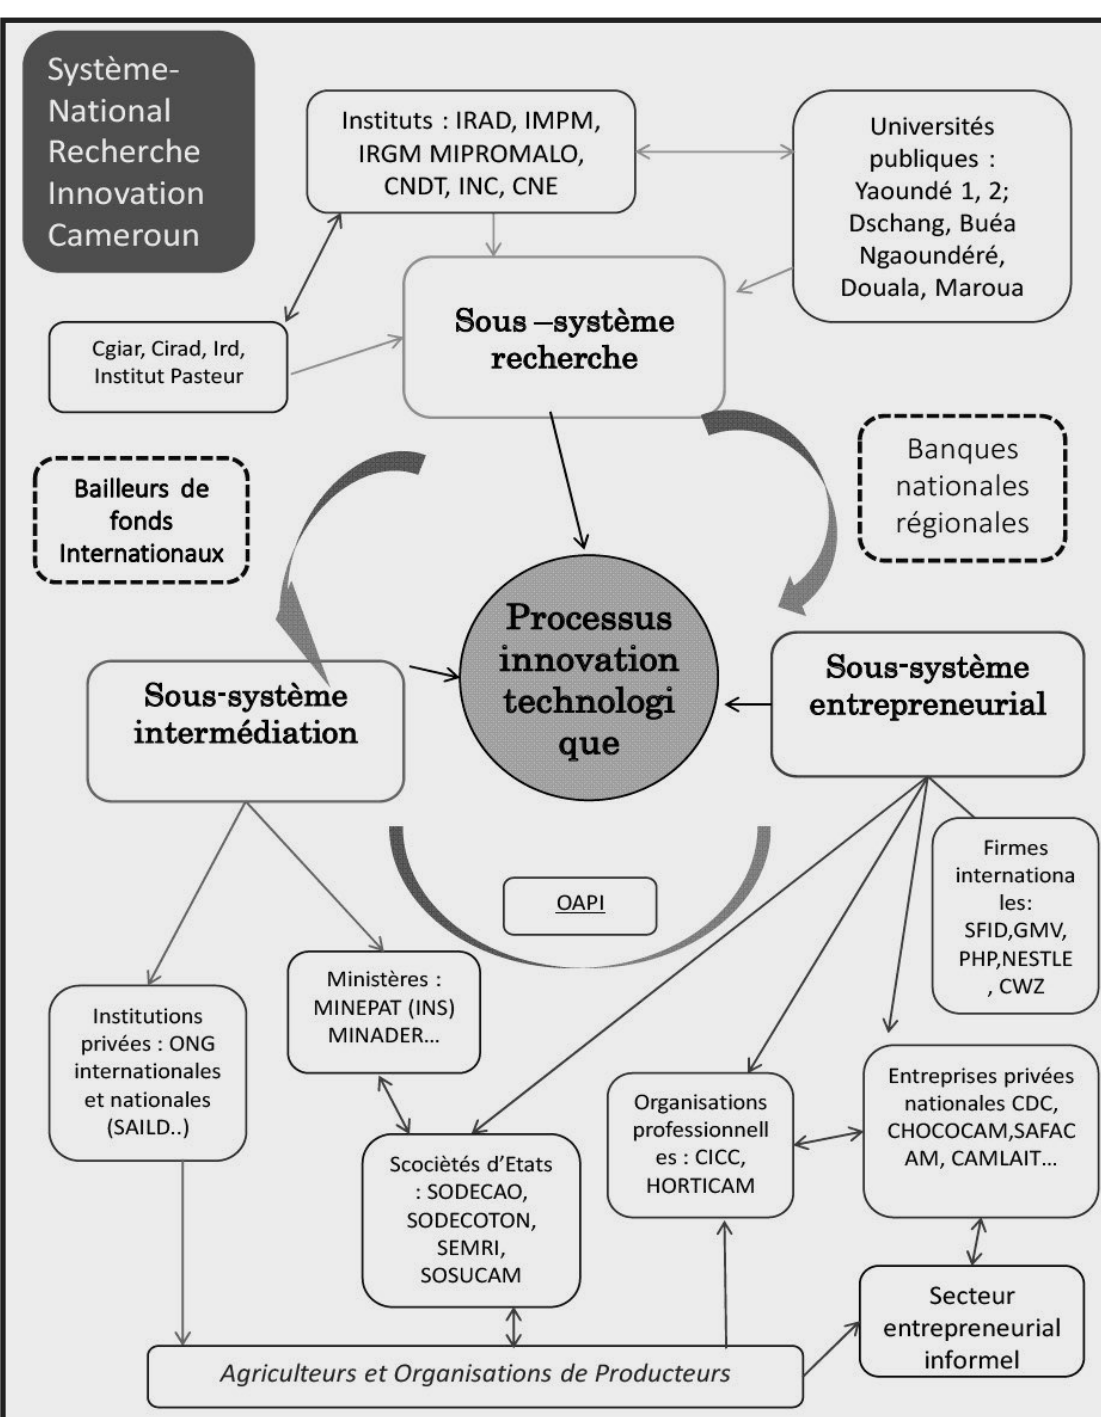 Système-
National
Recherche
Innovation
Cameroun
Instituts : IRAD, IMPM,
IRGM MIPROMALO,
CNDT, INC, CNE
Universités
publiques :
Yaoundé 1, 2;
Dschang, Buéa
Ngaoundéré,
Douala, Maroua
Sous –système
recherche
Cgiar, Cirad, Ird,
Institut Pasteur
Bailleurs de
fonds
Internationaux
Banques
nationales
régionales
Processus
innovation
technologi
que
Sous-système
intermédiation
Sous-système
entrepreneurial
Firmes
internationa
les:
SFID,GMV,
PHP,NESTLE
, CWZ
OAPI
Ministères :
MINEPAT (INS)
MINADER…
Institutions
privées : ONG
internationales
et nationales
(SAILD..)
Entreprises privées
nationales CDC,
CHOCOCAM,SAFAC
AM, CAMLAIT…
Organisations
professionnell
es : CICC,
HORTICAM
Scociètés d’Etats
: SODECAO,
SODECOTON,
SEMRI,
SOSUCAM
Secteur
entrepreneurial
informel
Agriculteurs et Organisations de Producteurs